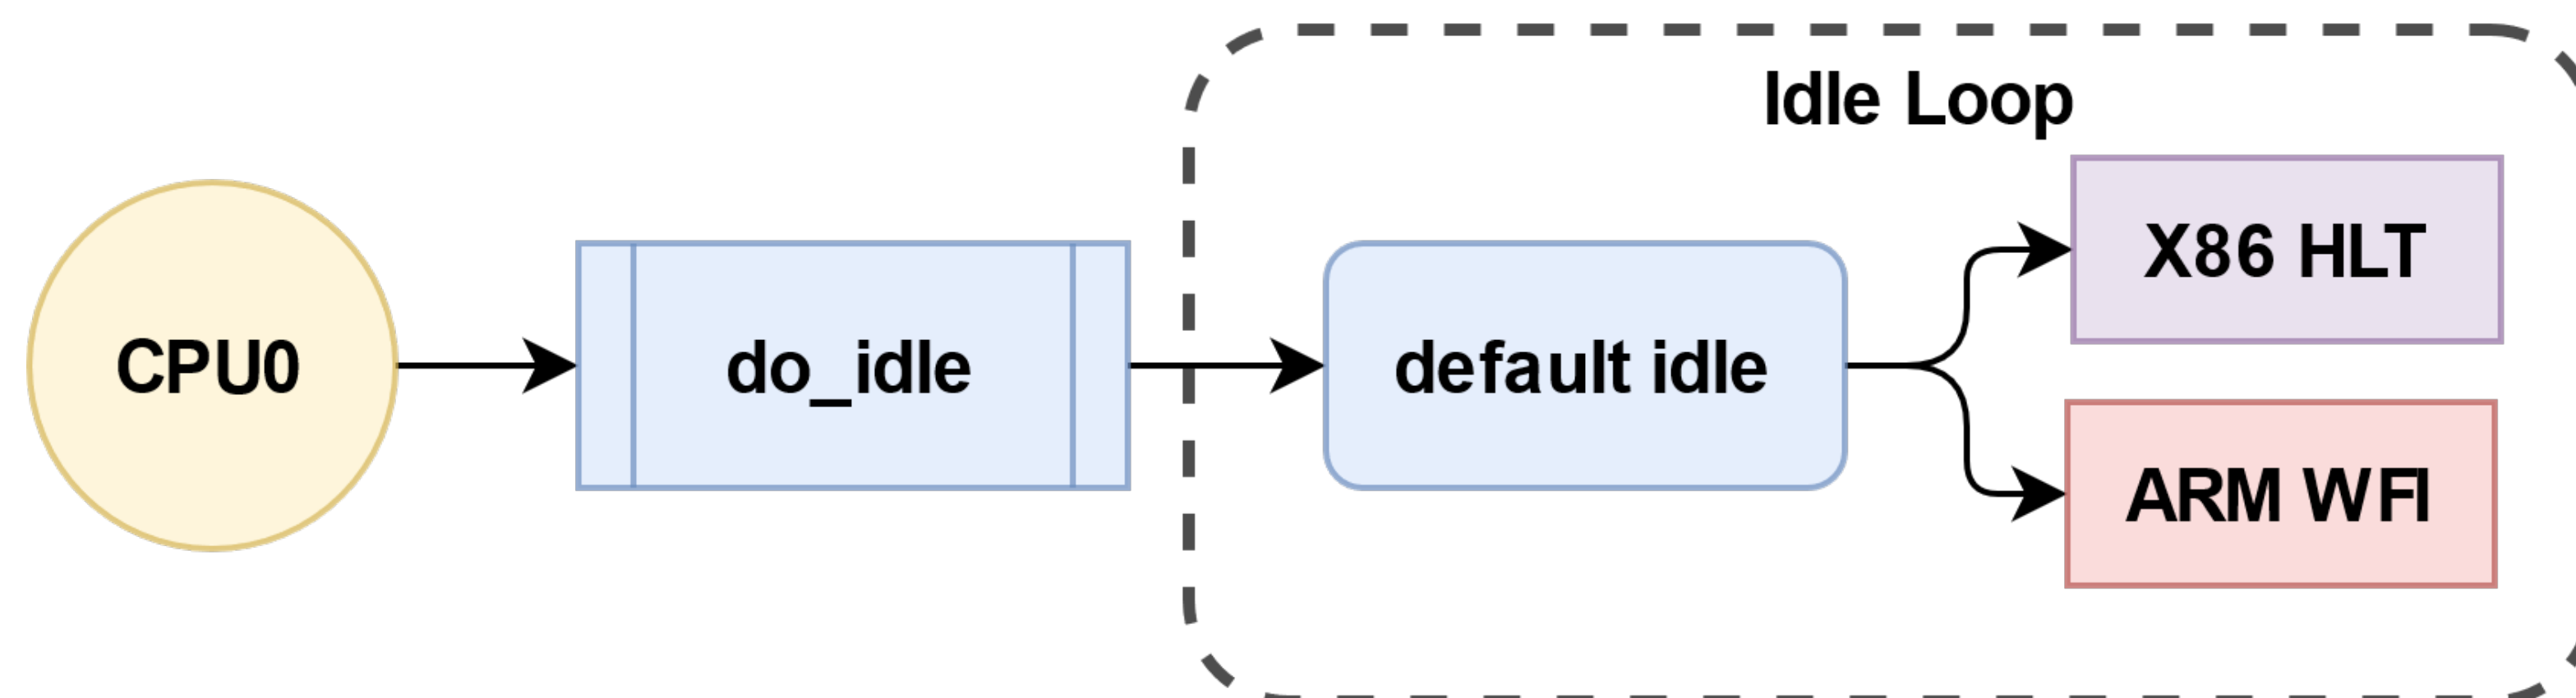 Idle Loop
CPU0
do_idle
default idle
X86 HLT
ARM WFI